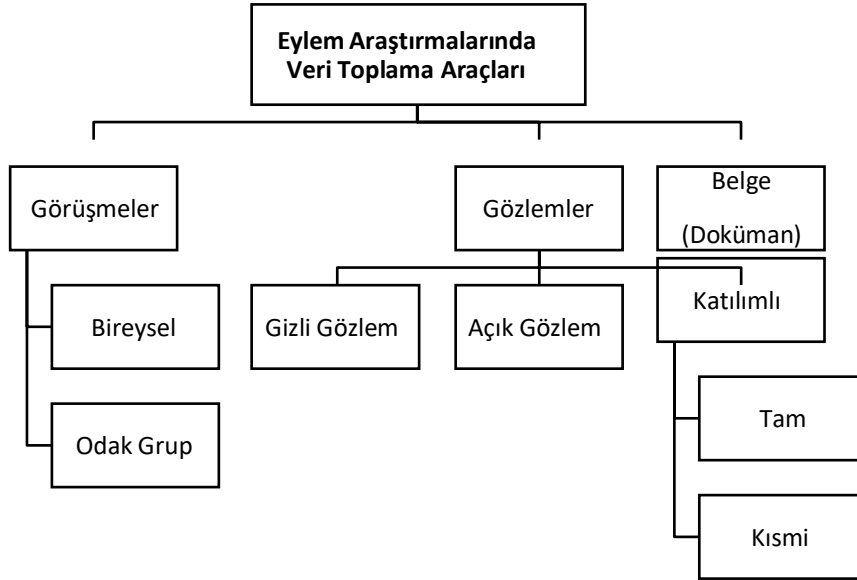 Eylem Araştırmalarında
Veri Toplama Araçları
Görüşmeler
Gözlemler
Belge
(Doküman)
Bireysel
Gizli Gözlem
Açık Gözlem
Katılımlı
Odak Grup
Tam
Kısmi